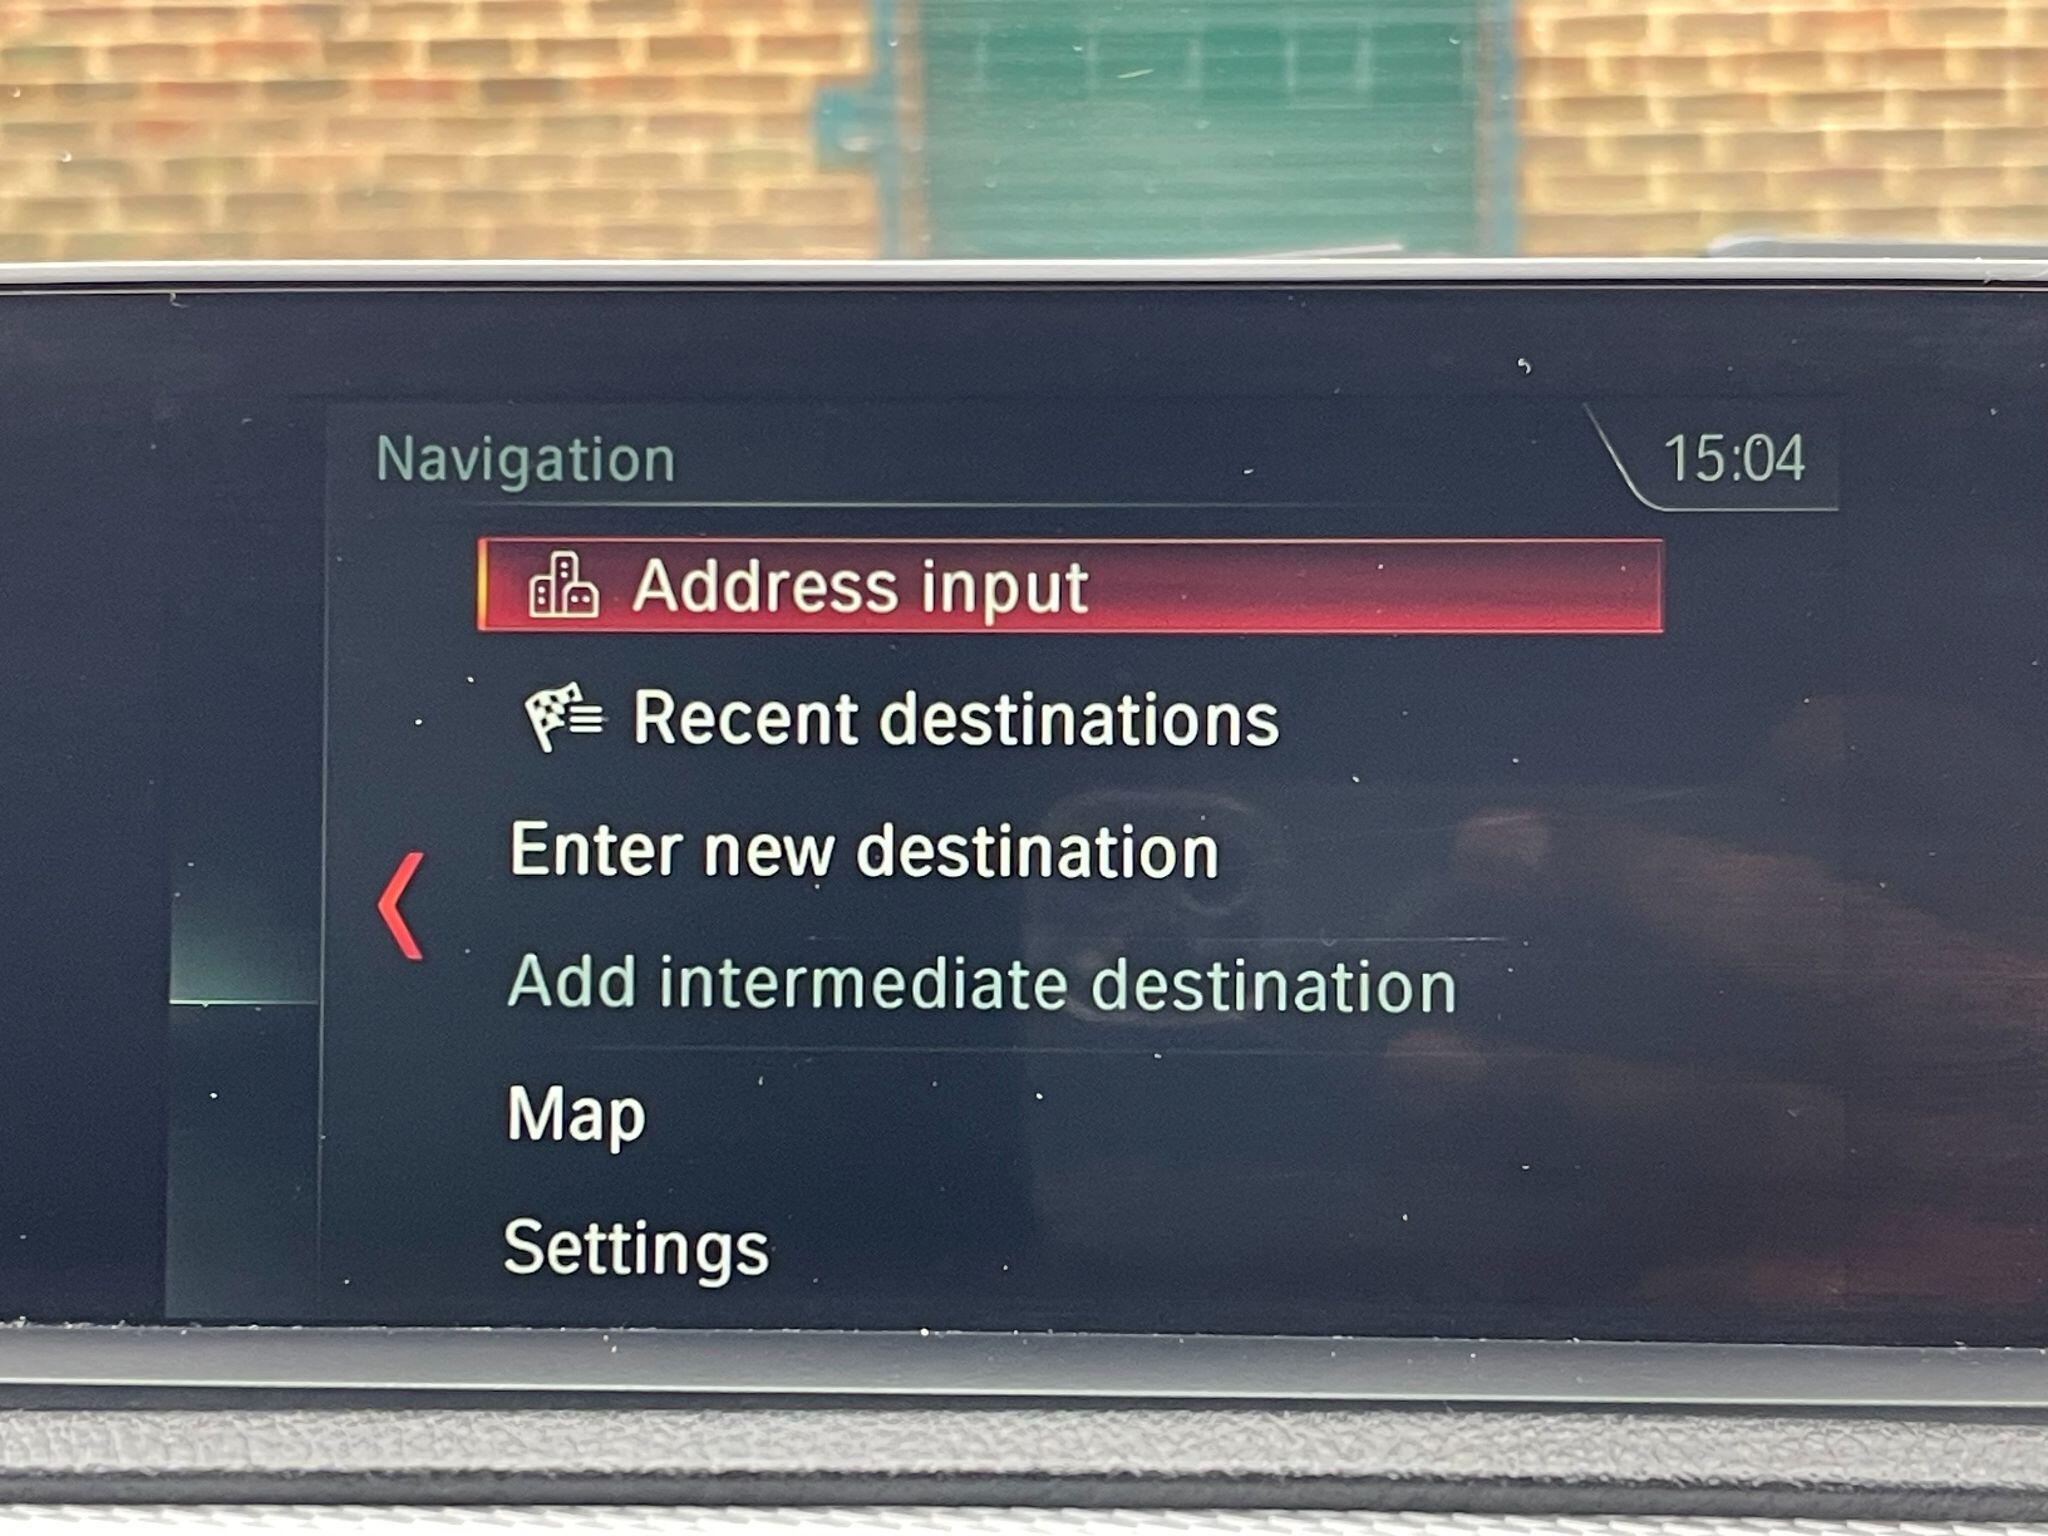 Navigation
15:04
Address input
Recent destinations
Enter new destination
Add intermediate destination
Map
Settings